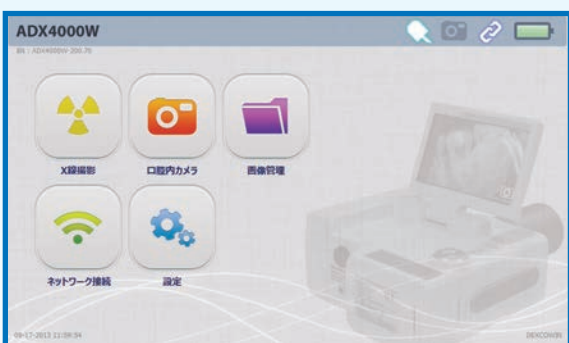 ADX4000W
SN : ADX4000W-200.70
X線撮影
口腔内カメラ
画像管理
ネットワーク接続
設定
09-17-2013 11:59:54
DEXCOWIN